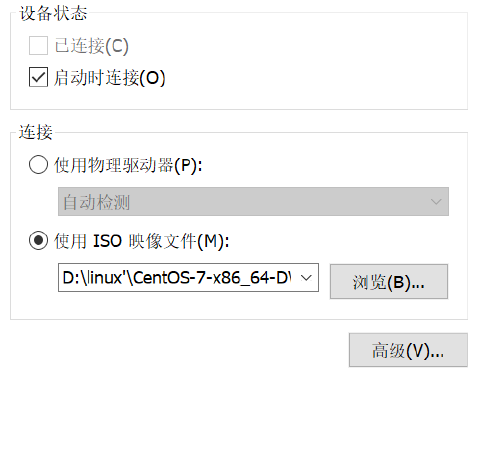 设备状态
已连接(C)
启动时连接(O)
连接
使用物理驱动器(P):
自动检测
使用 ISO 映像文件(M):
D:\linux'\CentOS-7-x86_64-D\
浏览(B)...
高级(V)...